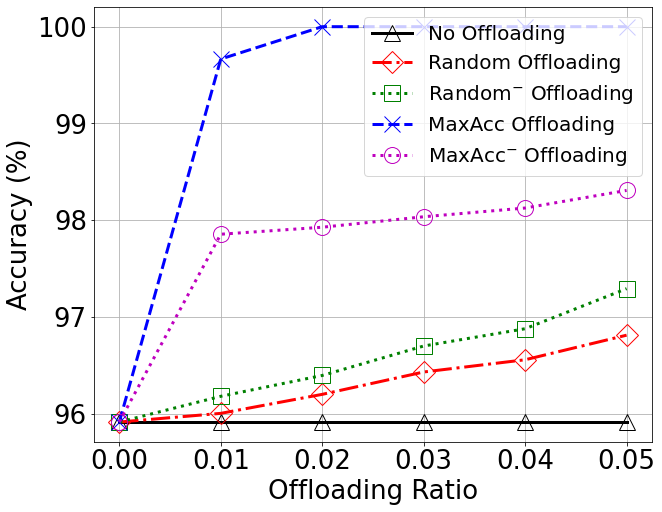 100
99
98
97
96
Accuracy (%)
No Offloading
Random Offloading
Random⁻ Offloading
MaxAcc Offloading
MaxAcc⁻ Offloading
0.00 0.01 0.02 0.03 0.04 0.05
Offloading Ratio